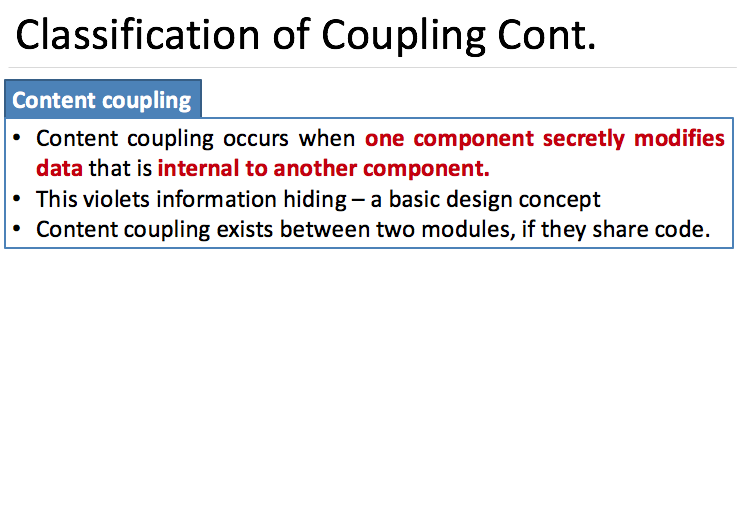 Classification of Coupling Cont.
Content coupling
• Content coupling occurs when one component secretly modifies
data that is internal to another component.
• This violets information hiding – a basic design concept
• Content coupling exists between two modules, if they share code.